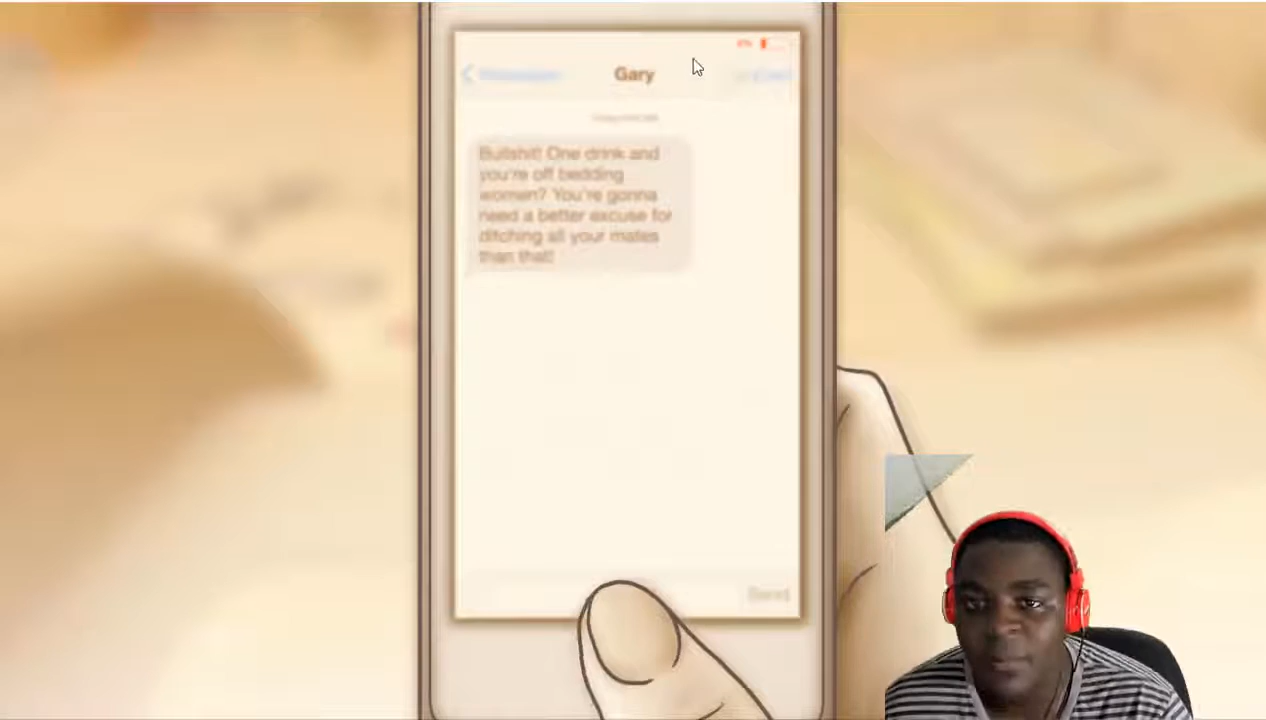 Gary
Bullshit! One drink and
you're off bedding
women? You're gonna
need a better excuse for
ditching all your mates
than that!
Send